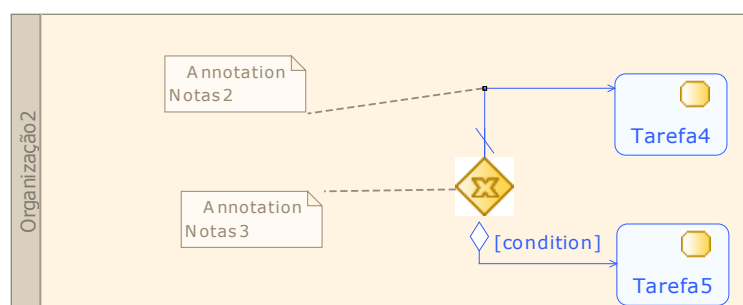 Organização2
Annotation
Notas2
Tarefa4
Annotation
Notas3
[condition]
Tarefa5